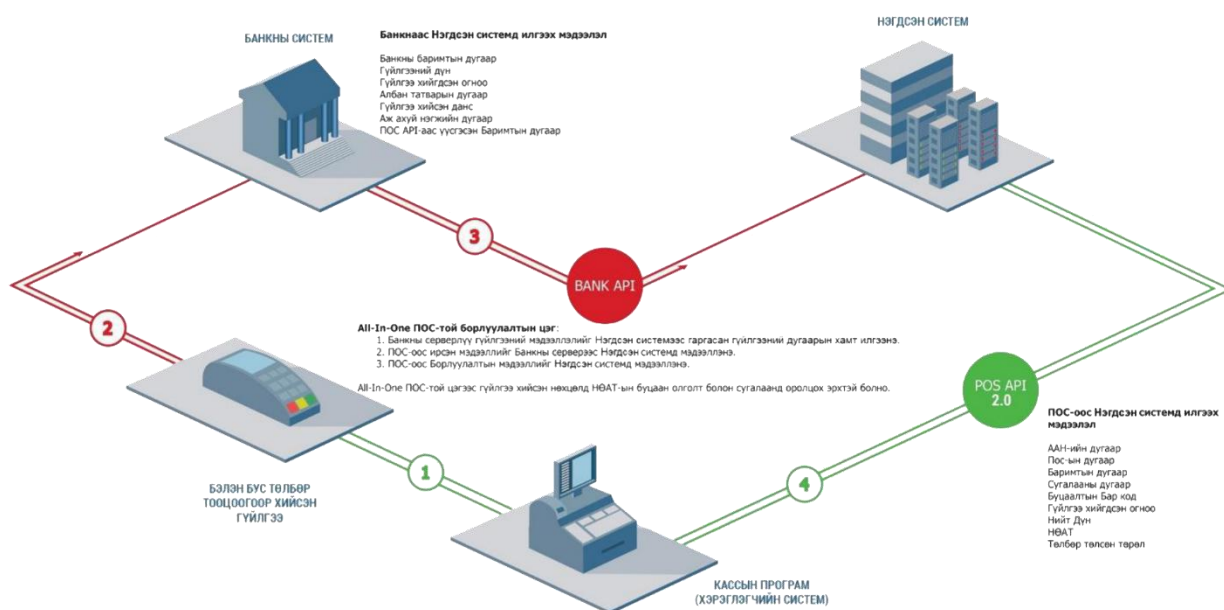 БАНКНЫ СИСТЕМ
Банкнаас Нэгдсэн системд илгээх мэдээлэл
Банкны баримтын дугаар
Гүйлгээний дүн
Гүйлгээ хийгдсэн огноо
Албан татварын дугаар
Гүйлгээ хийсэн данс
Аж ахуй нэгжийн дугаар
ПОС API-аас үүсгэсэн Баримтын дугаар
НЭГДСЭН СИСТЕМ
3
BANK API
2
All-In-One ПОС-той борлуулалтын цэг:
1. Банкны серверлүү гүйлгээний мэдээллэлийг Нэгдсэн системээс гаргасан гүйлгээний дугаарын хамт илгээнэ.
2. ПОС-оос ирсэн мэдээллийг Банкны серверээс Нэгдсэн системд мэдээллэнэ.
3. ПОС-оос Борлуулалтын мэдээллийг Нэгдсэн системд мэдээллэнэ.
All-In-One ПОС-той цэгээс гүйлгээ хийсэн нөхцөлд НӨАТ-ын буцаан олголт болон сугалаанд оролцох эрхтэй болно.
POS API
2.0
ПОС-оос Нэгдсэн системд илгээх
мэдээлэл
ААН-ийн дугаар
Пос-ын дугаар
Баримтын дугаар
Сугалааны дугаар
Буцаалтын Бар код
Гүйлгээ хийгдсэн огноо
Нийт Дүн
НӨАТ
Төлбөр төлсөн төрөл
1
4
БЭЛЭН БУС ТӨЛБӨР
ТООЦООГООР ХИЙСЭН
ГҮЙЛГЭЭ
КАССЫН ПРОГРАМ
(ХЭРЭГЛЭГЧИЙН СИСТЕМ)